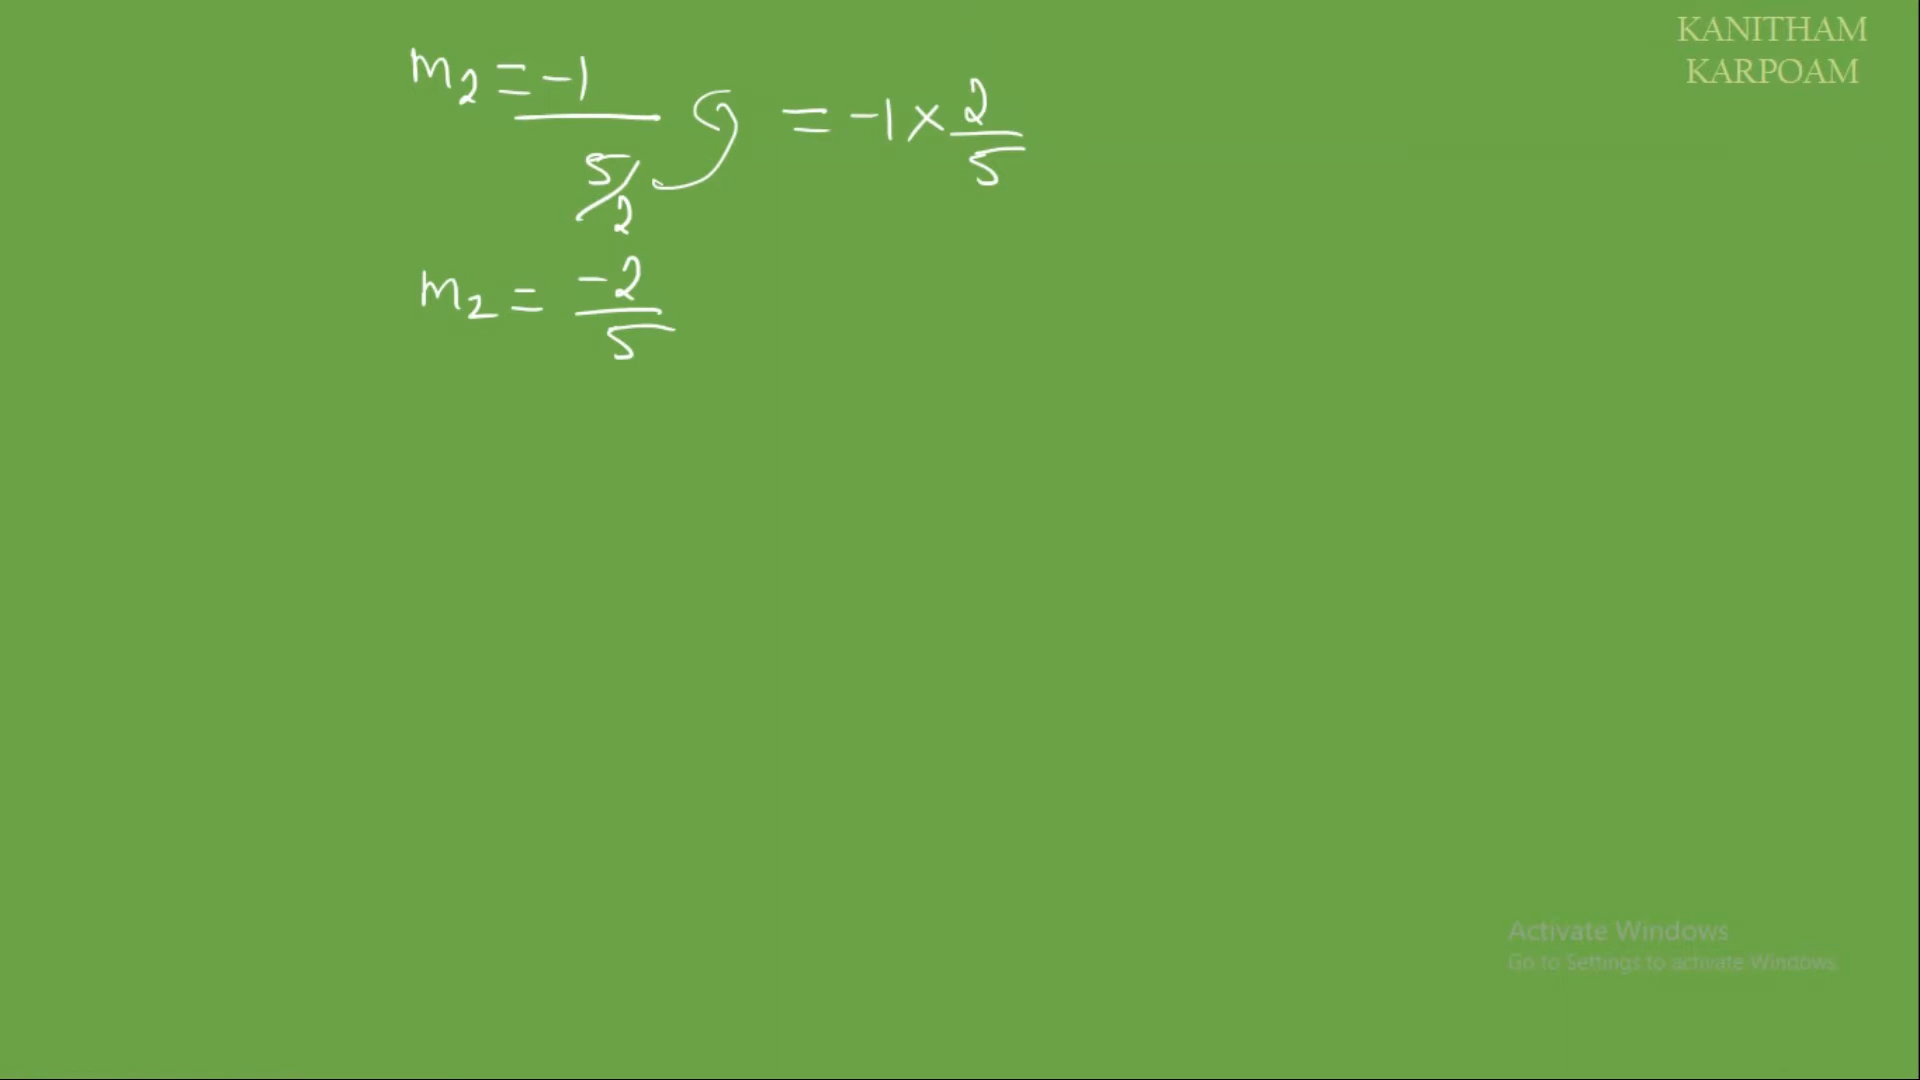 KANITHAM
KARPOAM
m₂ = -1/(5/2) = -1 × 2/5
m₂ = -2/5
Activate Windows
Go to Settings to activate Windows.